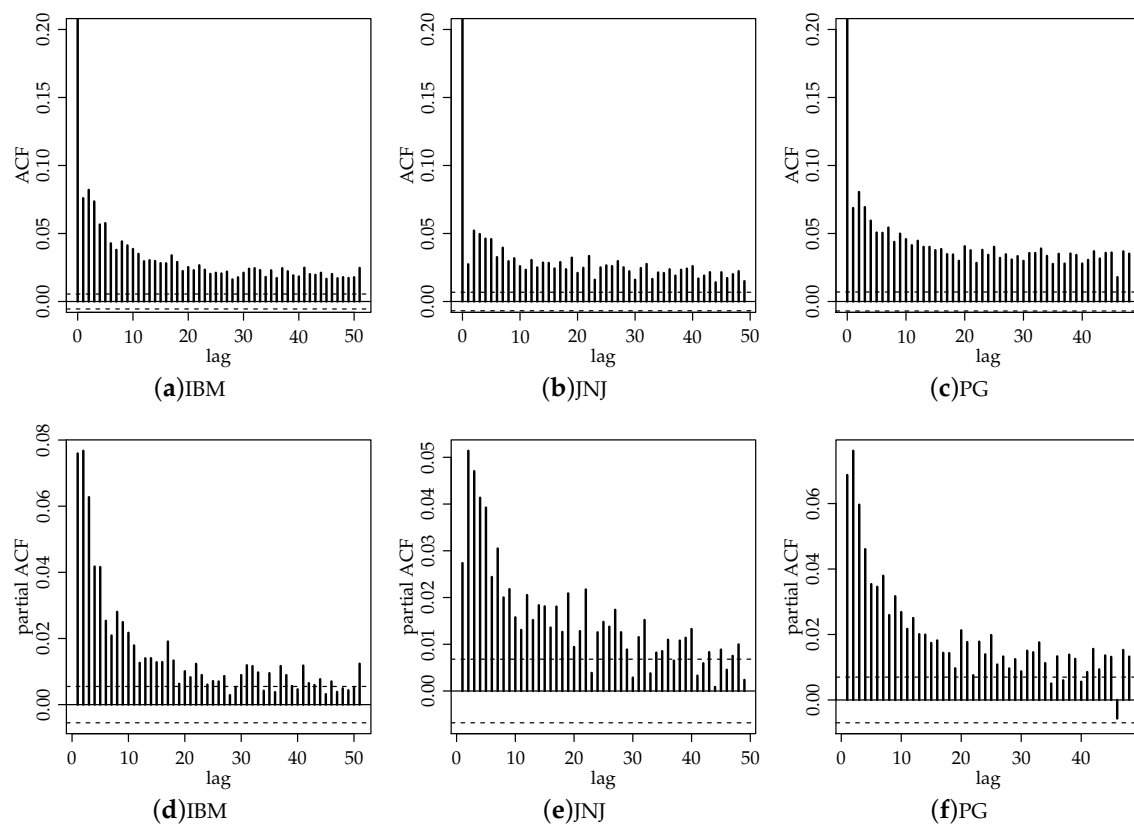 ACF
0.00 0.05 0.10 0.15 0.20
0 10 20 30 40 50
lag
(a)IBM
ACF
0.00 0.05 0.10 0.15 0.20
0 10 20 30 40 50
lag
(b)JNJ
ACF
0.00 0.05 0.10 0.15 0.20
0 10 20 30 40
lag
(c)PG
partial ACF
0.00 0.02 0.04 0.06 0.08
0 10 20 30 40 50
lag
(d)IBM
partial ACF
0.00 0.01 0.02 0.03 0.04 0.05
0 10 20 30 40 50
lag
(e)JNJ
partial ACF
0.00 0.02 0.04 0.06
0 10 20 30 40
lag
(f)PG